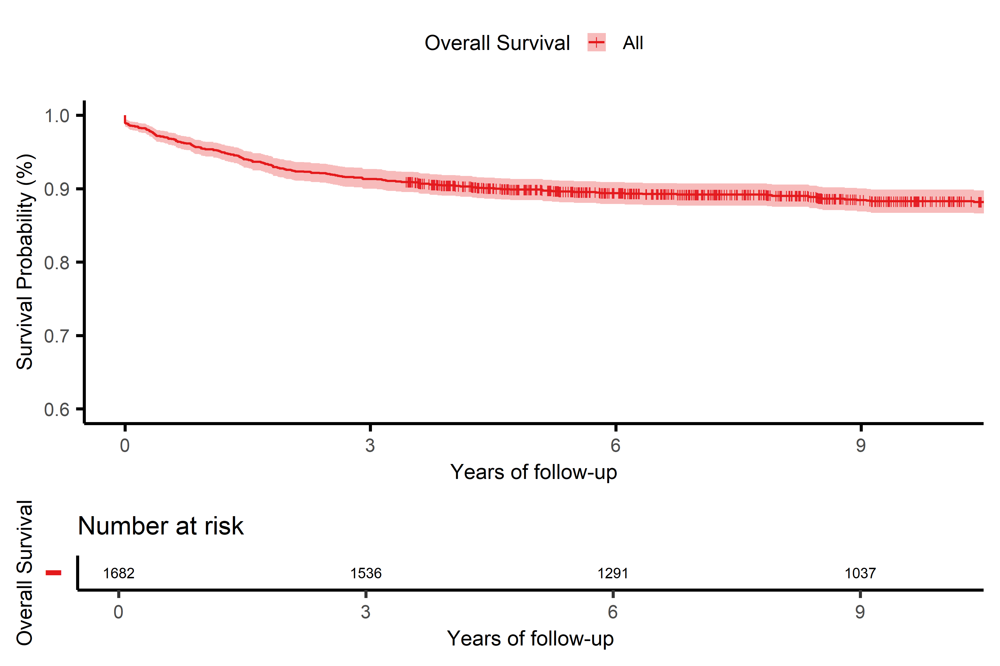 Overall Survival All
Survival Probability (%)
1.0
0.9
0.8
0.7
0.6
0 3 6 9
Years of follow-up
Number at risk
Overall Survival
1682 1536 1291 1037
0 3 6 9
Years of follow-up